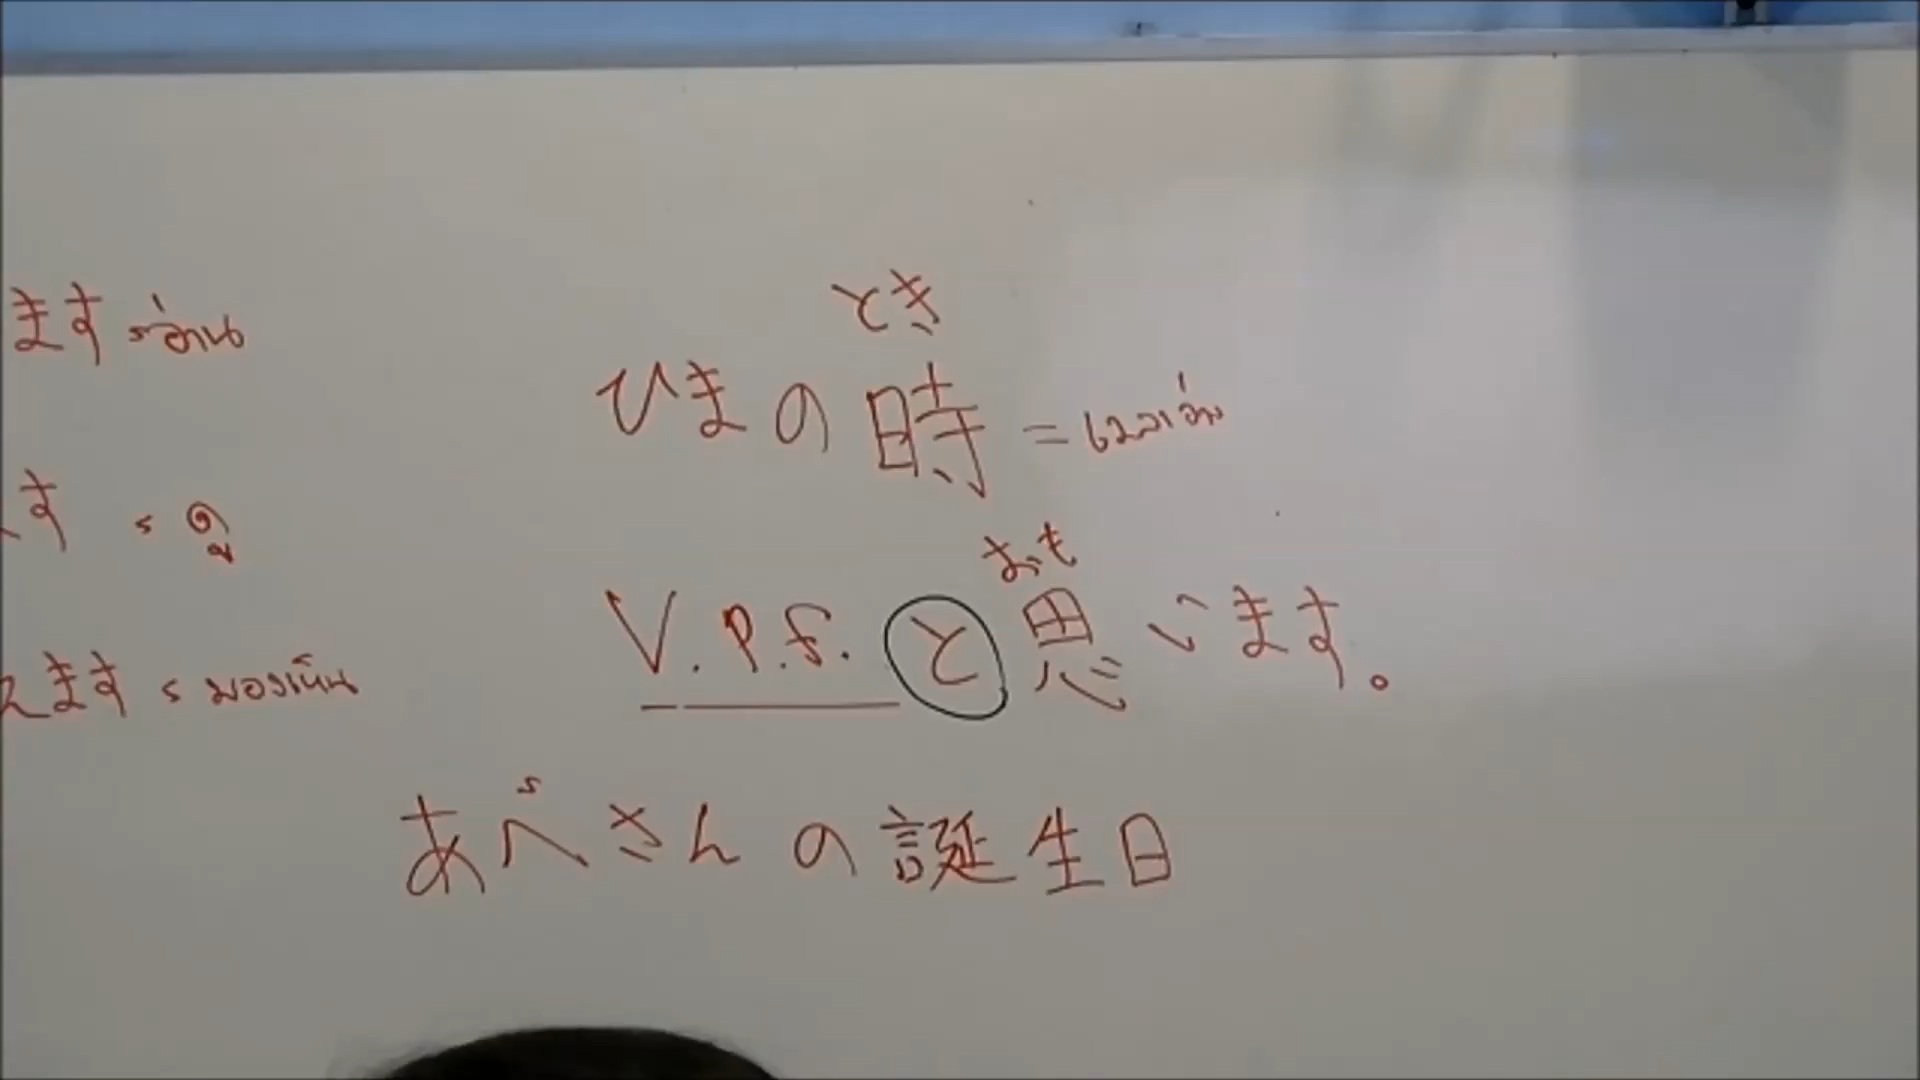 ます = อ่าน
とき
ひまの時 = เวลาว่าง
す = ดู
おも
V.P.f. と思います。
えます = มองเห็น
あべさんの誕生日